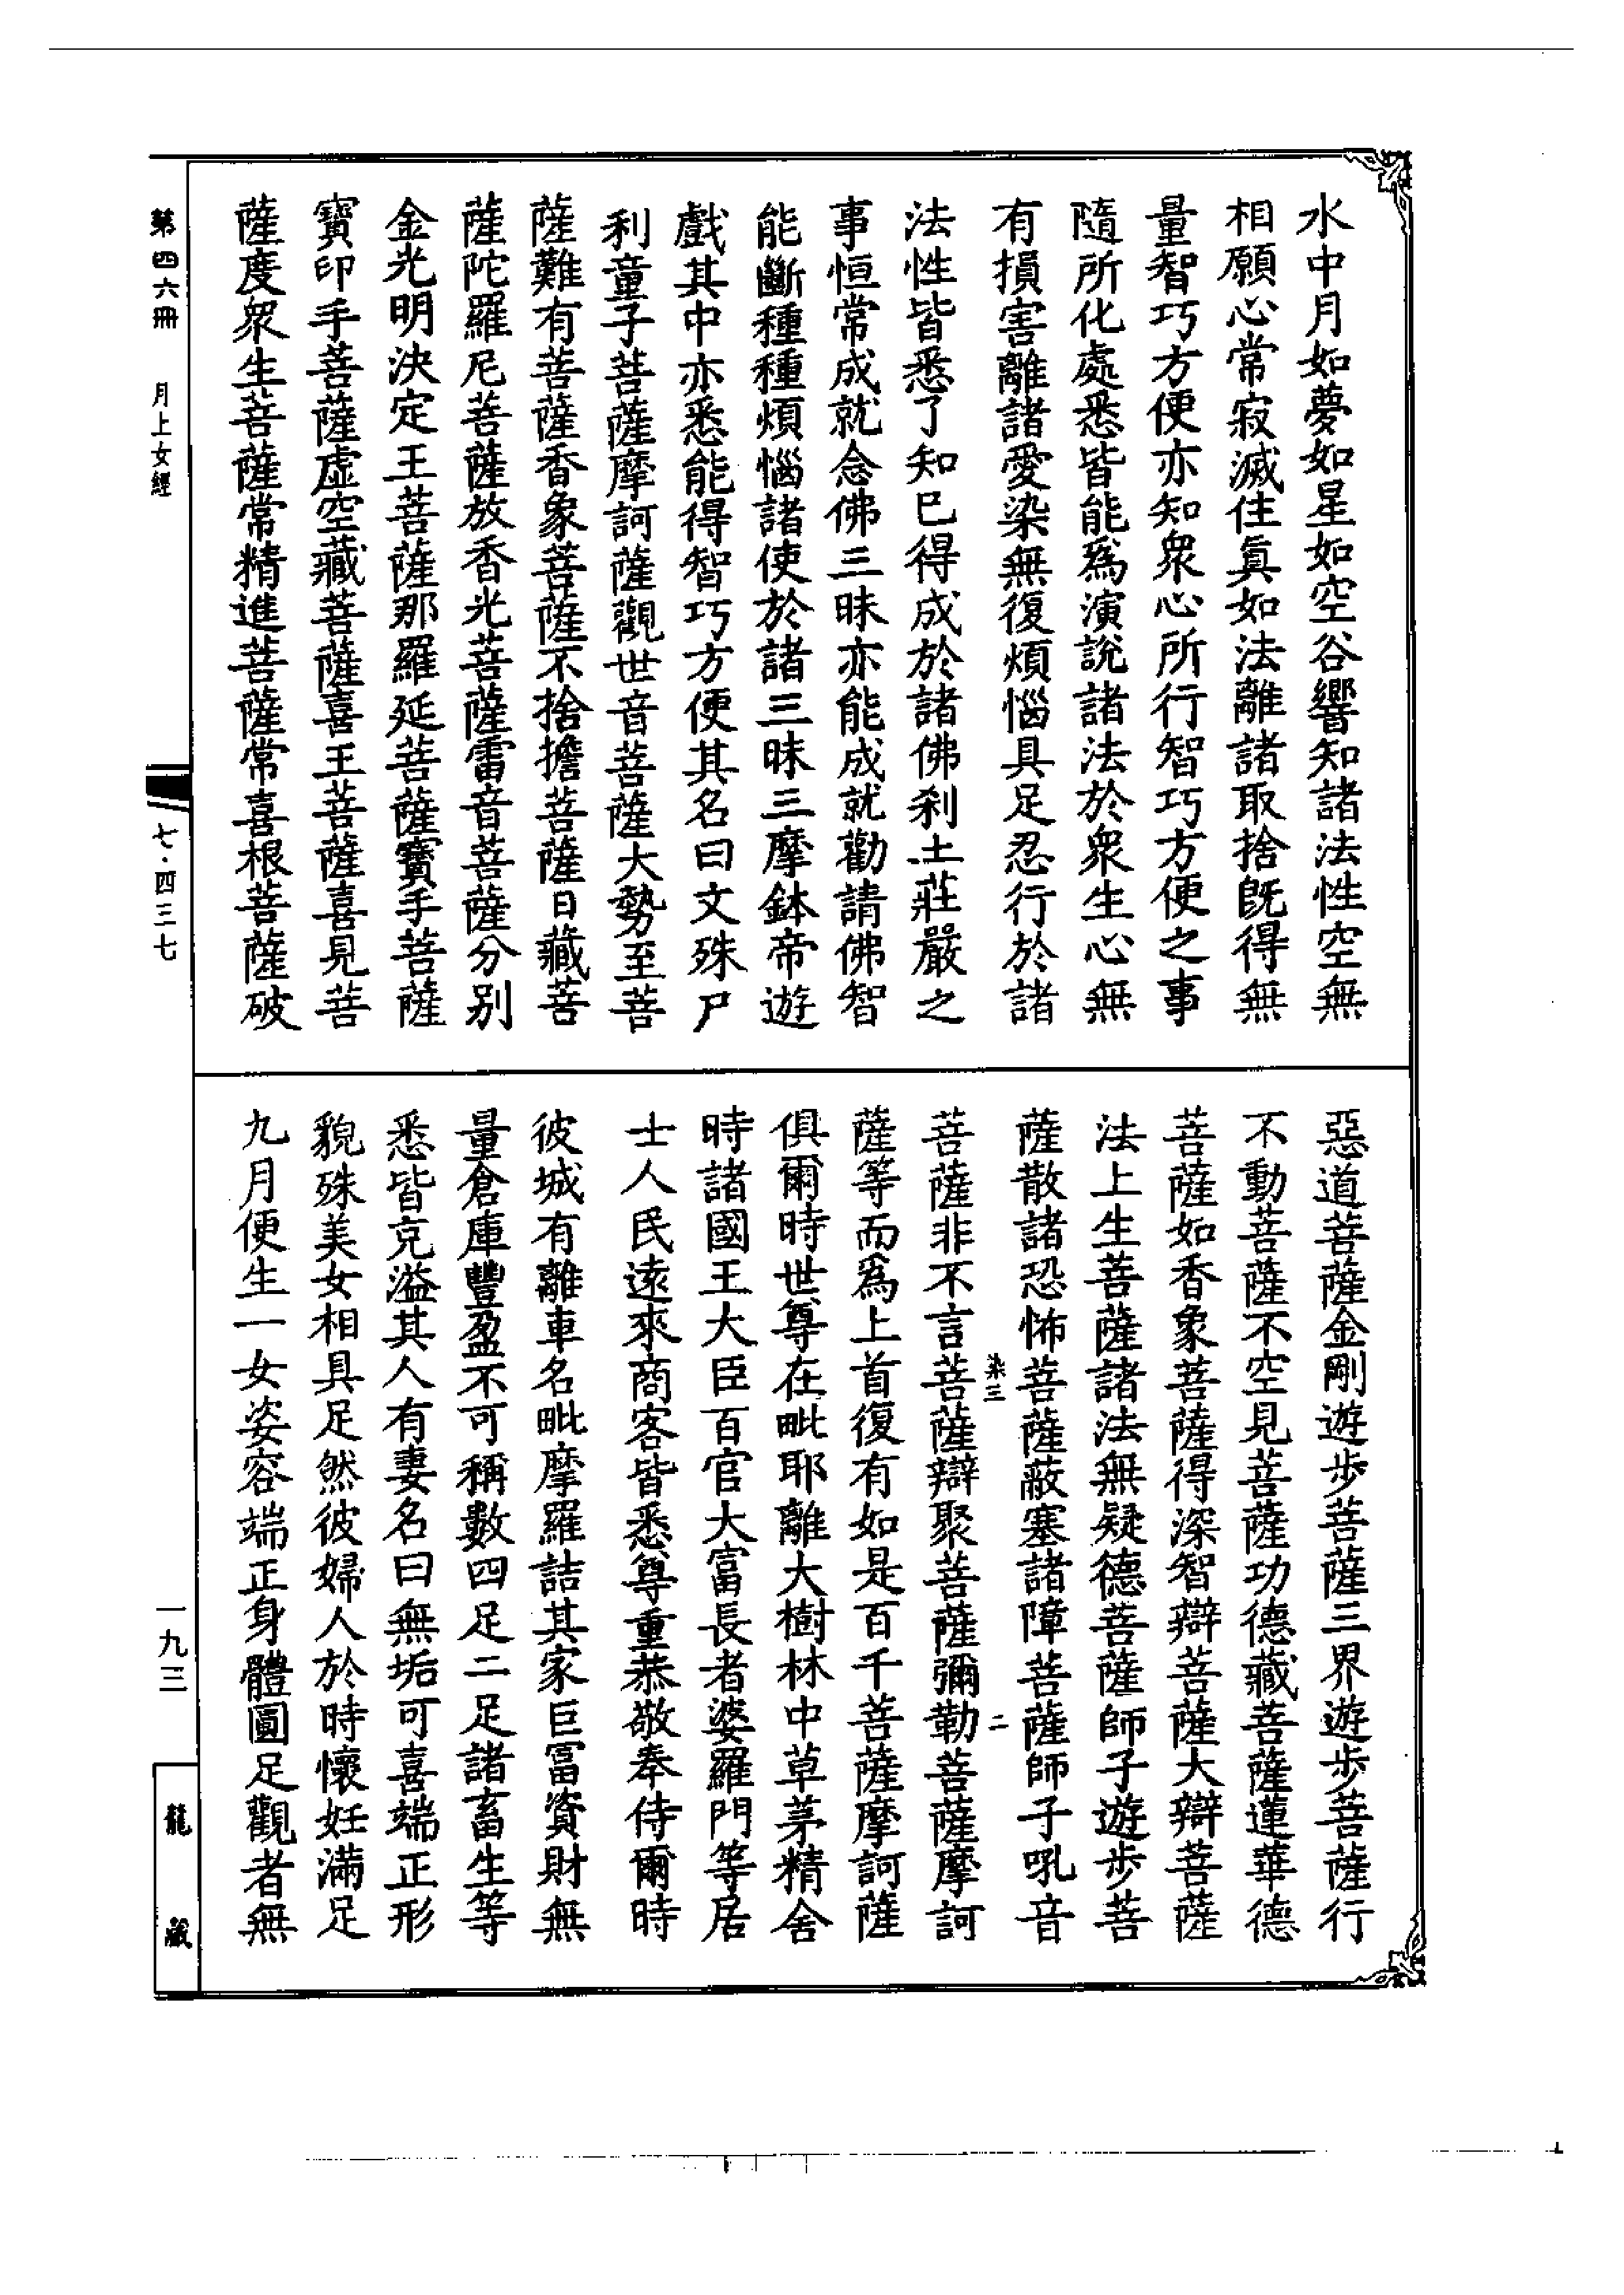 水中月如夢如星如空谷響知諸法性空無
相願心常寂滅住真如法離諸取捨既得無
量智巧方便亦知衆心所行智巧方便之事
隨所化處悉皆能爲演說諸法於衆生心無
有損害離諸愛染無復煩惱具足忍行於諸
法性皆悉了知巳得成於諸佛刹土莊嚴之
事恒常成就念佛三昧亦能成就勸請佛智
能斷種種煩惱諸使於諸三昧三摩鉢帝遊
戲其中亦悉能得智巧方便其名曰文殊尸
利童子菩薩摩訶薩觀世音菩薩大勢至菩
薩難有菩薩香象菩薩不捨擔菩薩日藏菩
薩陀羅尼菩薩放香光菩薩雷音菩薩分別
金光明決定王菩薩那羅延菩薩寶手菩薩
寶印手菩薩虛空藏菩薩喜王菩薩喜見菩
薩度衆生菩薩常精進菩薩常喜根菩薩破
惡道菩薩金剛遊步菩薩三界遊步菩薩行
不動菩薩不空見菩薩功德藏菩薩蓮華德
菩薩如香象菩薩得深智辯菩薩大辯菩薩
法上生菩薩諸法無疑德菩薩師子遊步菩
薩散諸恐怖菩薩蔽塞諸障菩薩師子吼音
染三 二
菩薩非不言菩薩辯聚菩薩彌勒菩薩摩訶
薩等而爲上首復有如是百千菩薩摩訶薩
俱爾時世尊在毗耶離大樹林中草茅精舍
時諸國王大臣百官大富長者婆羅門等居
士人民遠來商客皆悉尊重恭敬奉侍爾時
彼城有離車名毗摩羅詰其家巨富資財無
量倉庫豐盈不可稱數四足二足諸畜生等
悉皆充溢其人有妻名曰無垢可喜端正形
貌殊美女相具足然彼婦人於時懷妊滿足
九月便生一女姿容端正身體圓足觀者無
第四六冊 月上女經
七·四三七
一九三
龍藏